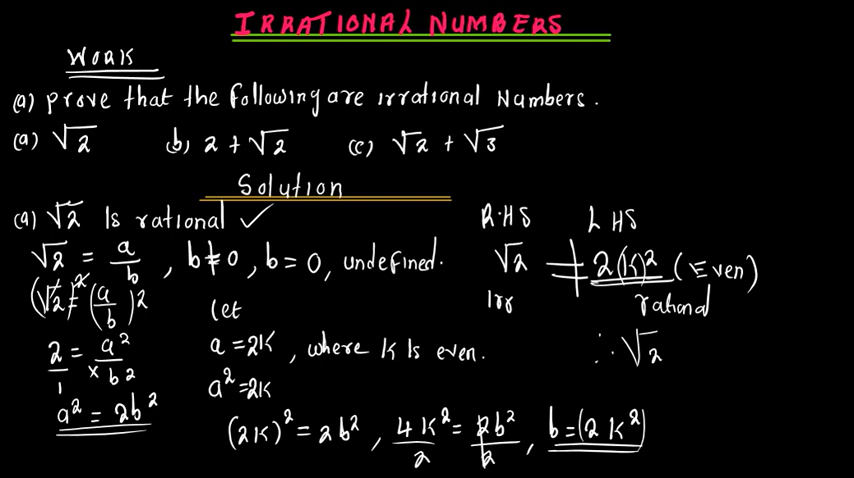 IRRATIONAL NUMBERS
WORK
(a) Prove that the following are irrational Numbers.
(a) √2 (b) 2 + √2 (c) √2 + √3
Solution
(a) √2 Is rational ✓
R.HS LHS
√2 = a/b , b ≠ 0 , b = 0, undefined.
√2 ≠ 2(k)² (Even)
Irr rational
(√2)² = (a/b)²
let
2/1 = a²/b²
a = 2k , where k Is even.
∴ √2
a² = 2k
a² = 2b²
(2k)² = 2b² , 4k²/2 = 2b²/2 , b = (2k²)